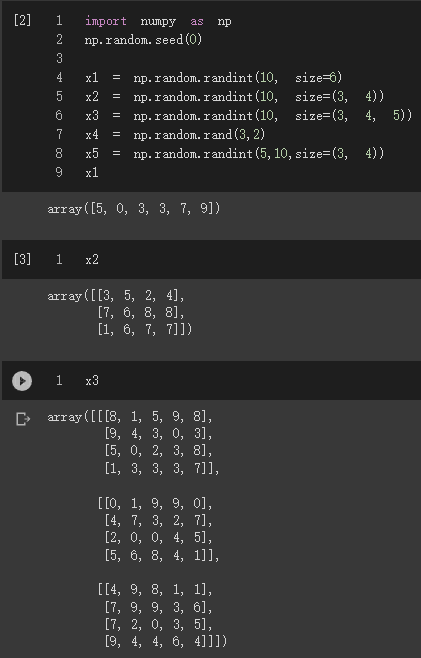 [2] 1 import numpy as np
2 np.random.seed(0)
3
4 x1 = np.random.randint(10, size=6)
5 x2 = np.random.randint(10, size=(3, 4))
6 x3 = np.random.randint(10, size=(3, 4, 5))
7 x4 = np.random.rand(3,2)
8 x5 = np.random.randint(5,10,size=(3, 4))
9 x1
array([5, 0, 3, 3, 7, 9])
[3] 1 x2
array([[3, 5, 2, 4],
[7, 6, 8, 8],
[1, 6, 7, 7]])
1 x3
array([[[8, 1, 5, 9, 8],
[9, 4, 3, 0, 3],
[5, 0, 2, 3, 8],
[1, 3, 3, 3, 7]],
[[0, 1, 9, 9, 0],
[4, 7, 3, 2, 7],
[2, 0, 0, 4, 5],
[5, 6, 8, 4, 1]],
[[4, 9, 8, 1, 1],
[7, 9, 9, 3, 6],
[7, 2, 0, 3, 5],
[9, 4, 4, 6, 4]]])